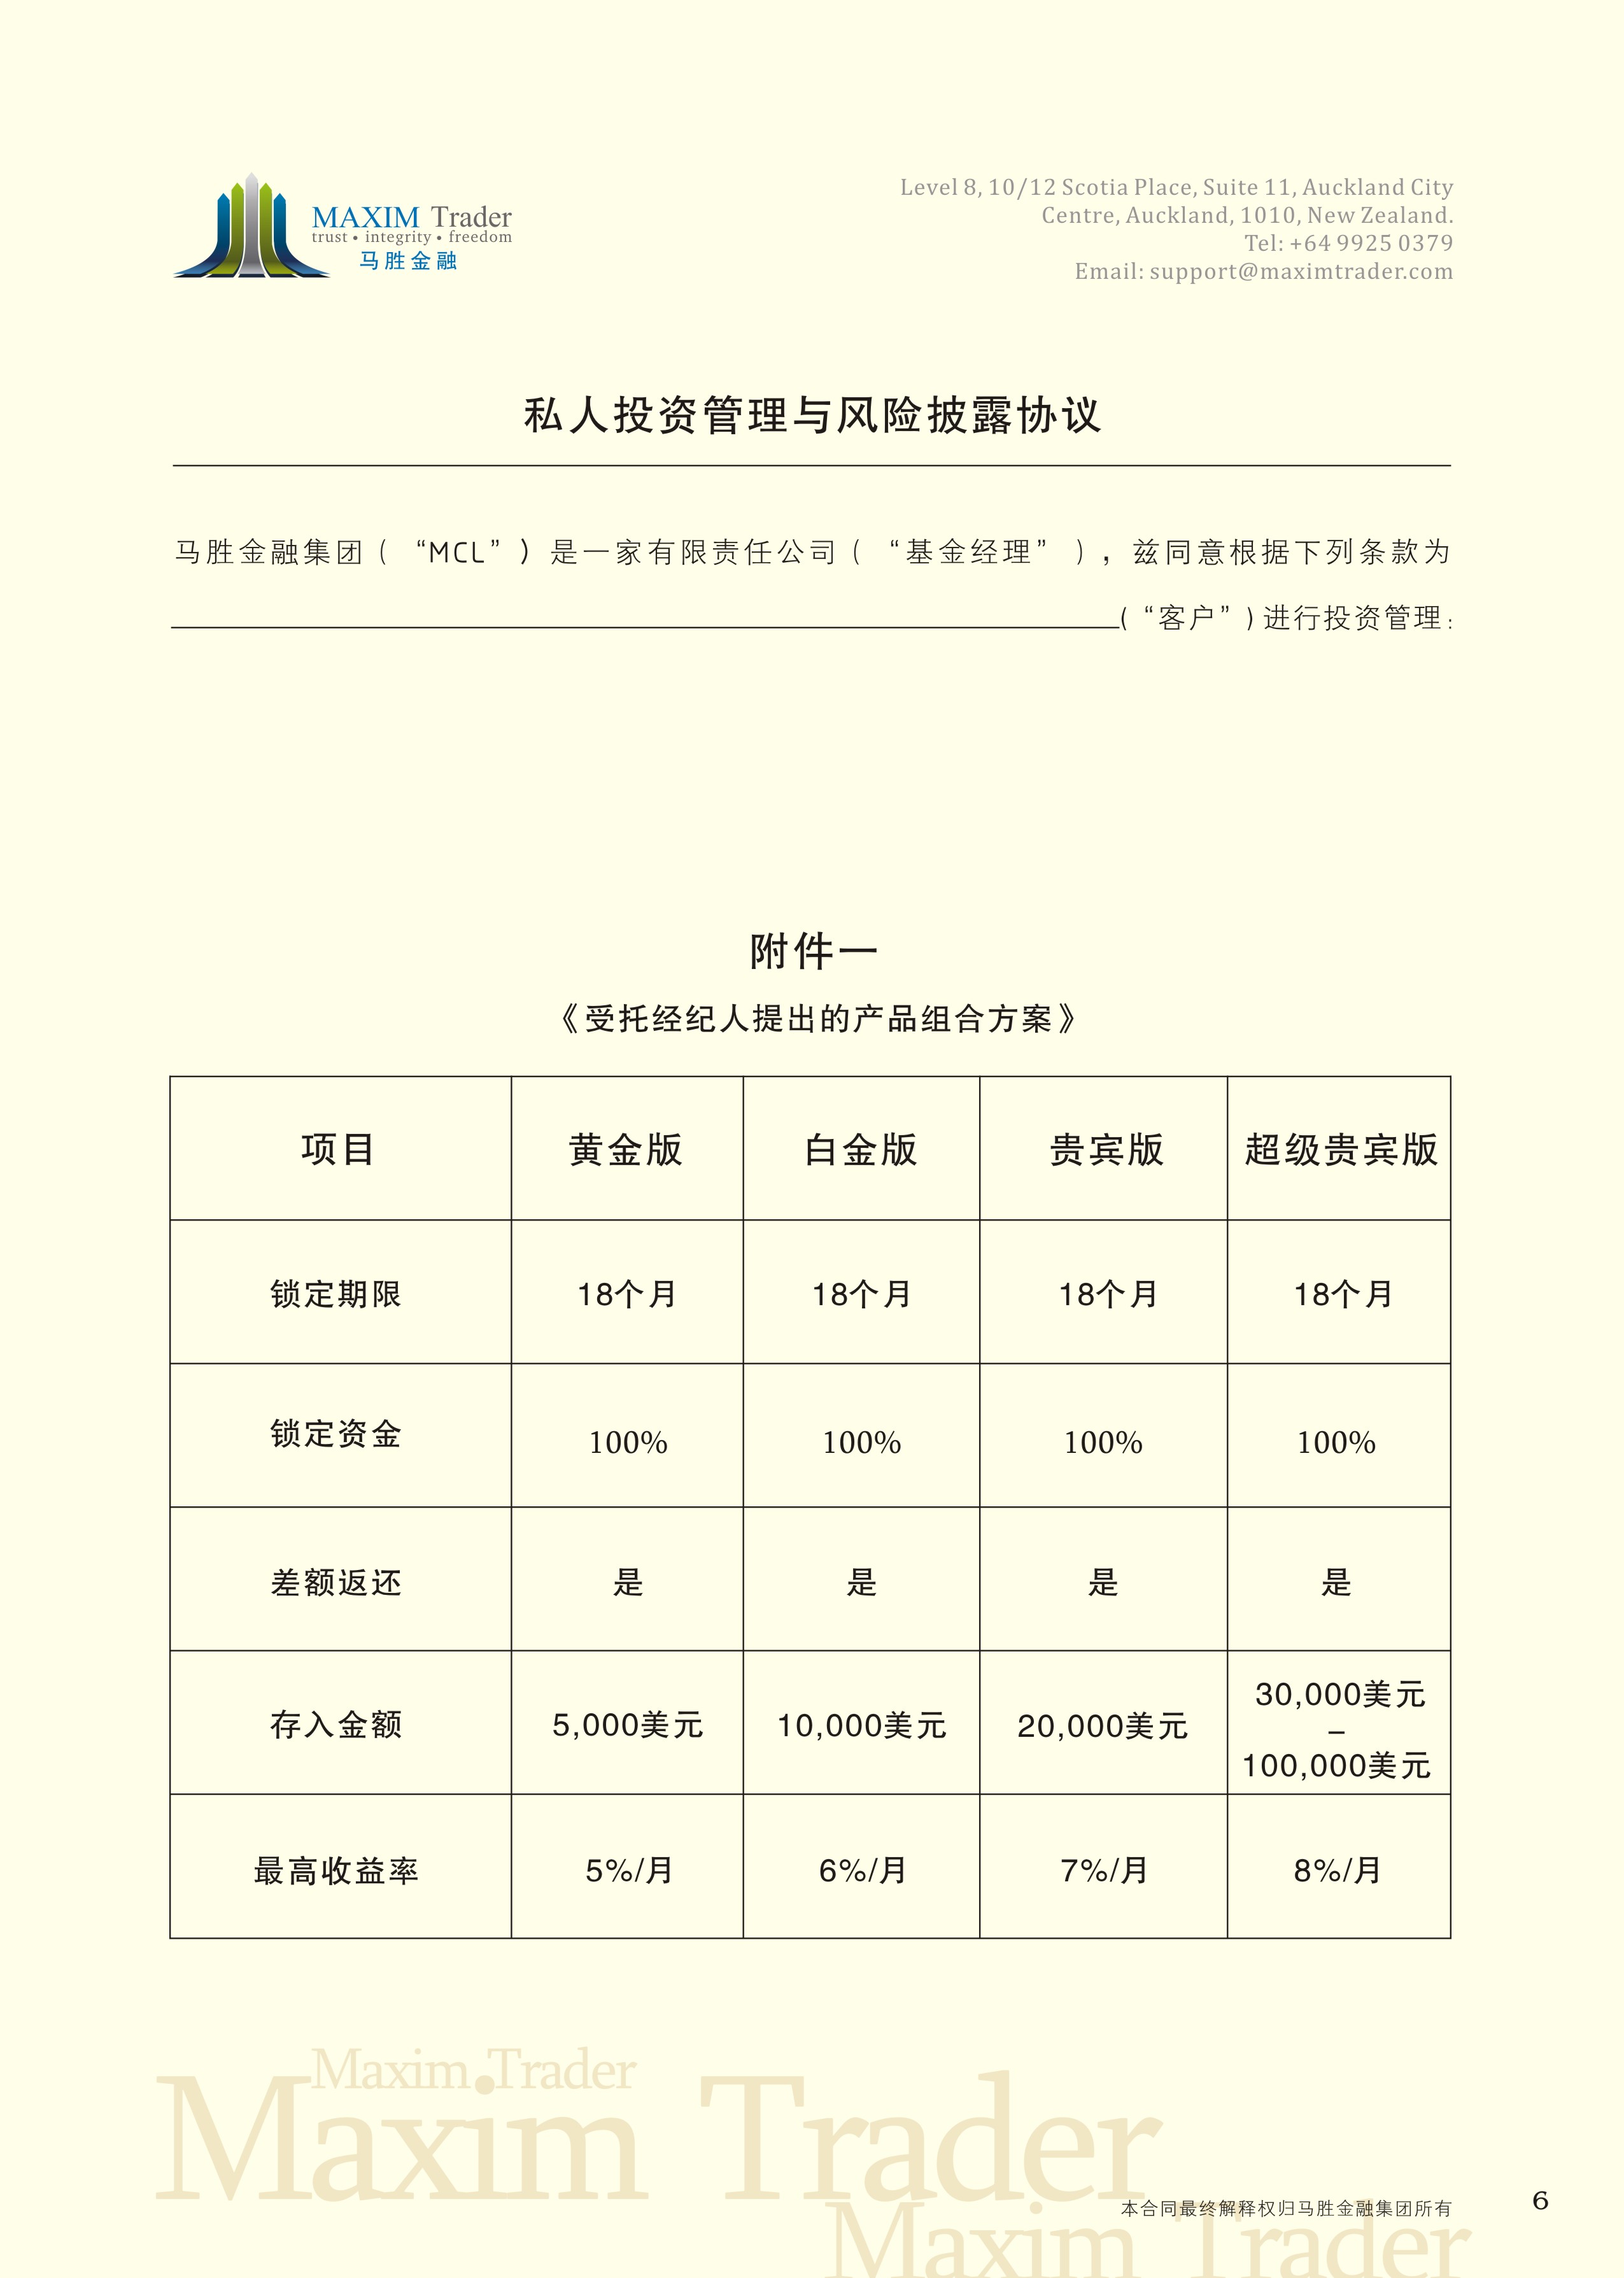 MAXIM Trader
trust • integrity • freedom
马胜金融
Level 8, 10/12 Scotia Place, Suite 11, Auckland City
Centre, Auckland, 1010, New Zealand.
Tel: +64 9925 0379
Email: support@maximtrader.com
私人投资管理与风险披露协议
马胜金融集团（“MCL”）是一家有限责任公司（“基金经理”），兹同意根据下列条款为
(“客户”)进行投资管理:
附件一
《受托经纪人提出的产品组合方案》
项目 黄金版 白金版 贵宾版 超级贵宾版
锁定期限 18个月 18个月 18个月 18个月
锁定资金 100% 100% 100% 100%
差额返还 是 是 是 是
存入金额 5,000美元 10,000美元 20,000美元 30,000美元
–
100,000美元
最高收益率 5%/月 6%/月 7%/月 8%/月
Maxim Trader
Maxim Trader
Maxim Trader
本合同最终解释权归马胜金融集团所有
6